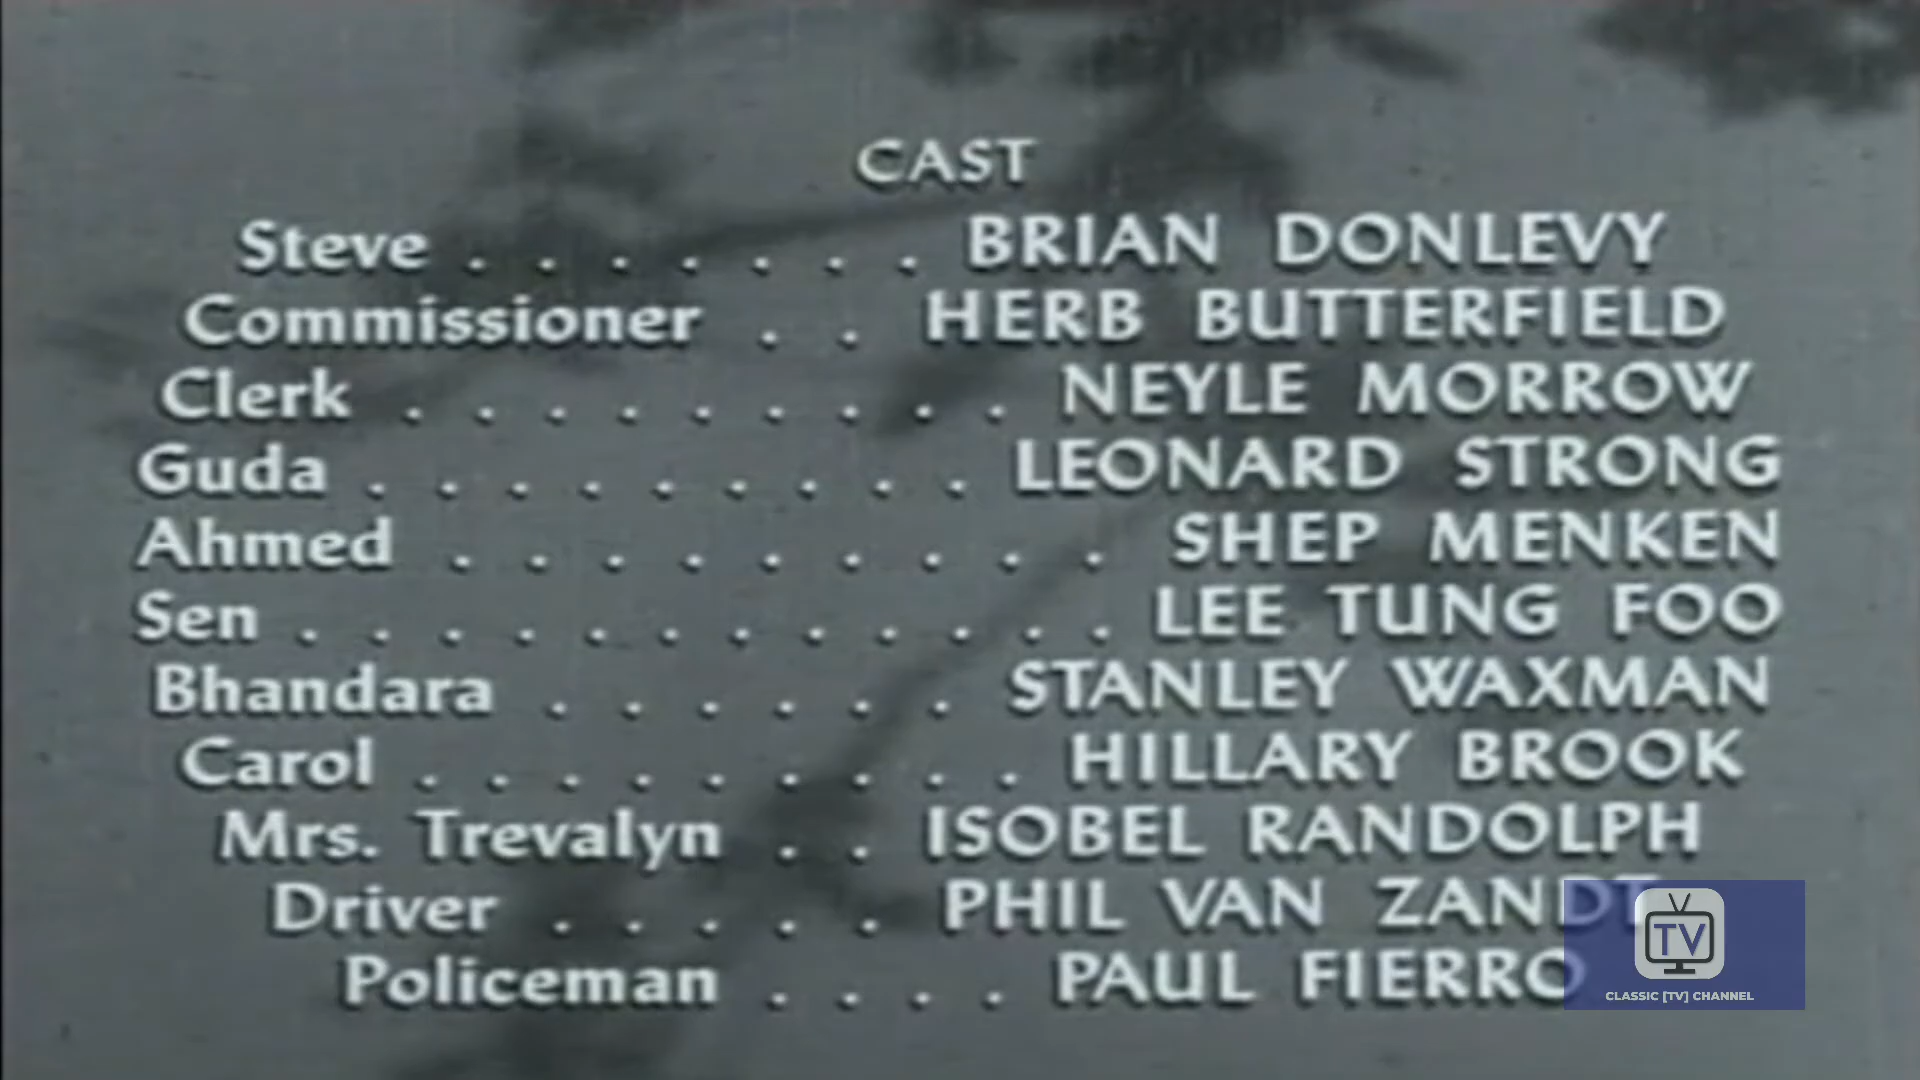 CAST
Steve . . . . . . . BRIAN DONLEVY
Commissioner . . HERB BUTTERFIELD
Clerk . . . . . . . . . NEYLE MORROW
Guda . . . . . . . . . LEONARD STRONG
Ahmed . . . . . . . . . SHEP MENKEN
Sen . . . . . . . . . . . . LEE TUNG FOO
Bhandara . . . . . . STANLEY WAXMAN
Carol . . . . . . . . . HILLARY BROOK
Mrs. Trevalyn . . ISOBEL RANDOLPH
Driver . . . . . PHIL VAN ZANDT
Policeman . . . . PAUL FIERRO
TV
CLASSIC [TV] CHANNEL